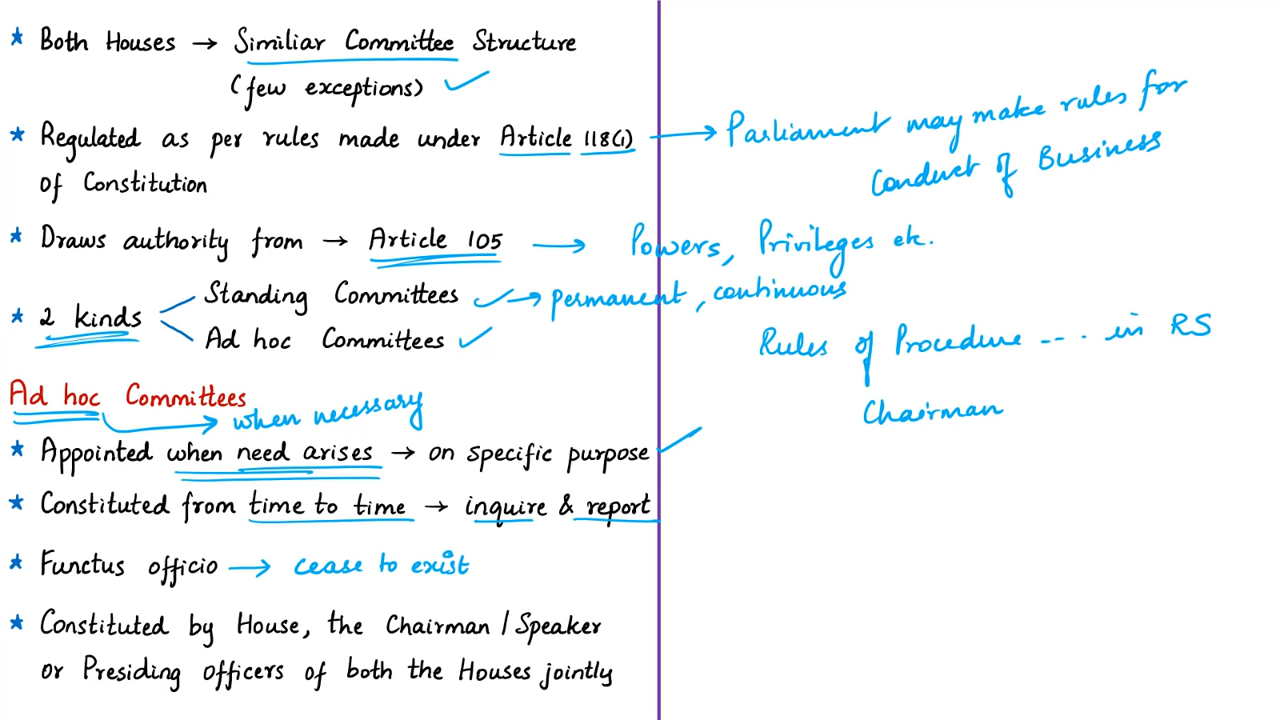 * Both Houses → Similiar Committee Structure
(few exceptions) ✓
* Regulated as per rules made under Article 118(1) → Parliament may make rules for
Conduct of Business
of Constitution
* Draws authority from → Article 105 → Powers, Privileges etc.
* 2 kinds
Standing Committees ✓ → permanent, continuous
Ad hoc Committees ✓
Rules of Procedure .... in RS
Chairman
Ad hoc Committees
→ when necessary
* Appointed when need arises → on specific purpose ✓
* Constituted from time to time → inquire & report
* Functus officio → cease to exist
* Constituted by House, the Chairman / Speaker
or Presiding officers of both the Houses jointly